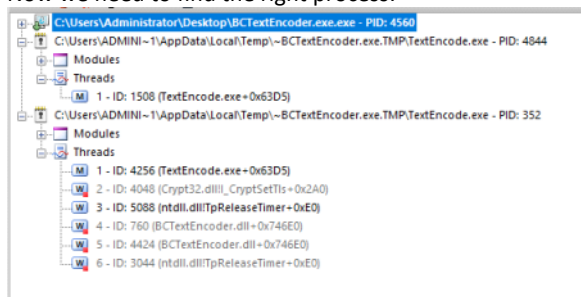 Now we need to find the right process.
C:\Users\Administrator\Desktop\BCTextEncoder.exe.exe - PID: 4560
C:\Users\ADMINI~1\AppData\Local\Temp\~BCTextEncoder.exe.TMP\TextEncode.exe - PID: 4844
Modules
Threads
M 1 - ID: 1508 (TextEncode.exe+0x63D5)
C:\Users\ADMINI~1\AppData\Local\Temp\~BCTextEncoder.exe.TMP\TextEncode.exe - PID: 352
Modules
Threads
M 1 - ID: 4256 (TextEncode.exe+0x63D5)
W 2 - ID: 4048 (Crypt32.dll!I_CryptSetTls+0x2A0)
W 3 - ID: 5088 (ntdll.dll!TpReleaseTimer+0xE0)
W 4 - ID: 760 (BCTextEncoder.dll+0x746E0)
W 5 - ID: 4424 (BCTextEncoder.dll+0x746E0)
W 6 - ID: 3044 (ntdll.dll!TpReleaseTimer+0xE0)